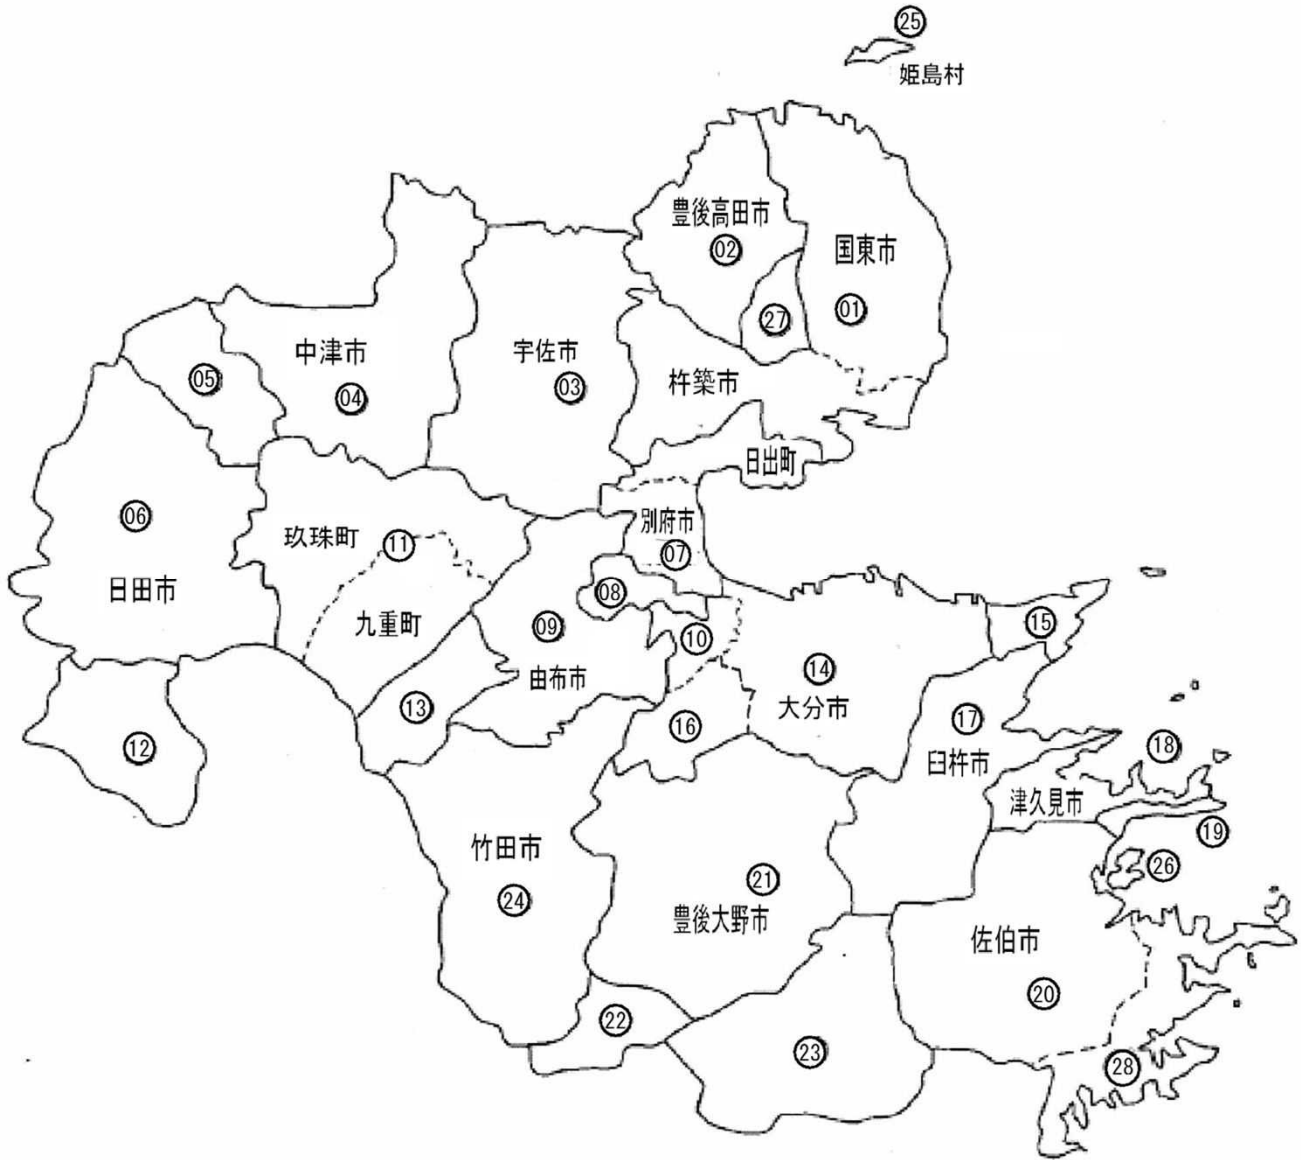 ㉕
姫島村
豊後高田市
02
国東市
01
27
中津市
04
宇佐市
03
05
杵築市
日出町
06
日田市
玖珠町
11
九重町
別府市
07
08
09
由布市
10
15
14
大分市
13
16
17
臼杵市
12
18
津久見市
19
竹田市
24
21
豊後大野市
26
佐伯市
20
22
23
28